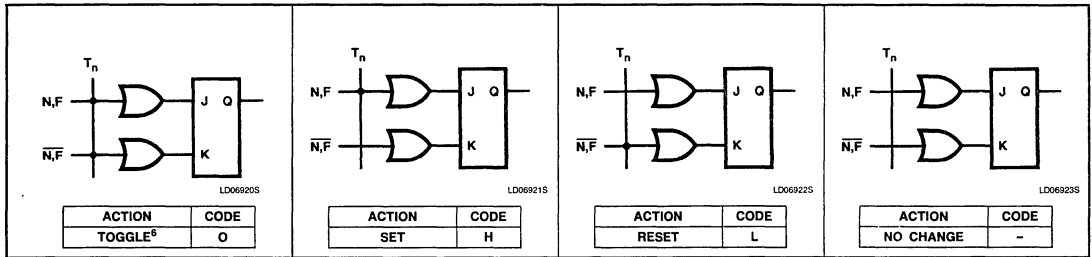 Tn
N,F
J Q
N,F
K
LD06920S
ACTION CODE
TOGGLE6 O
Tn
N,F
J Q
N,F
K
LD06921S
ACTION CODE
SET H
Tn
N,F
J Q
N,F
K
LD06922S
ACTION CODE
RESET L
Tn
N,F
J Q
N,F
K
LD06923S
ACTION CODE
NO CHANGE –